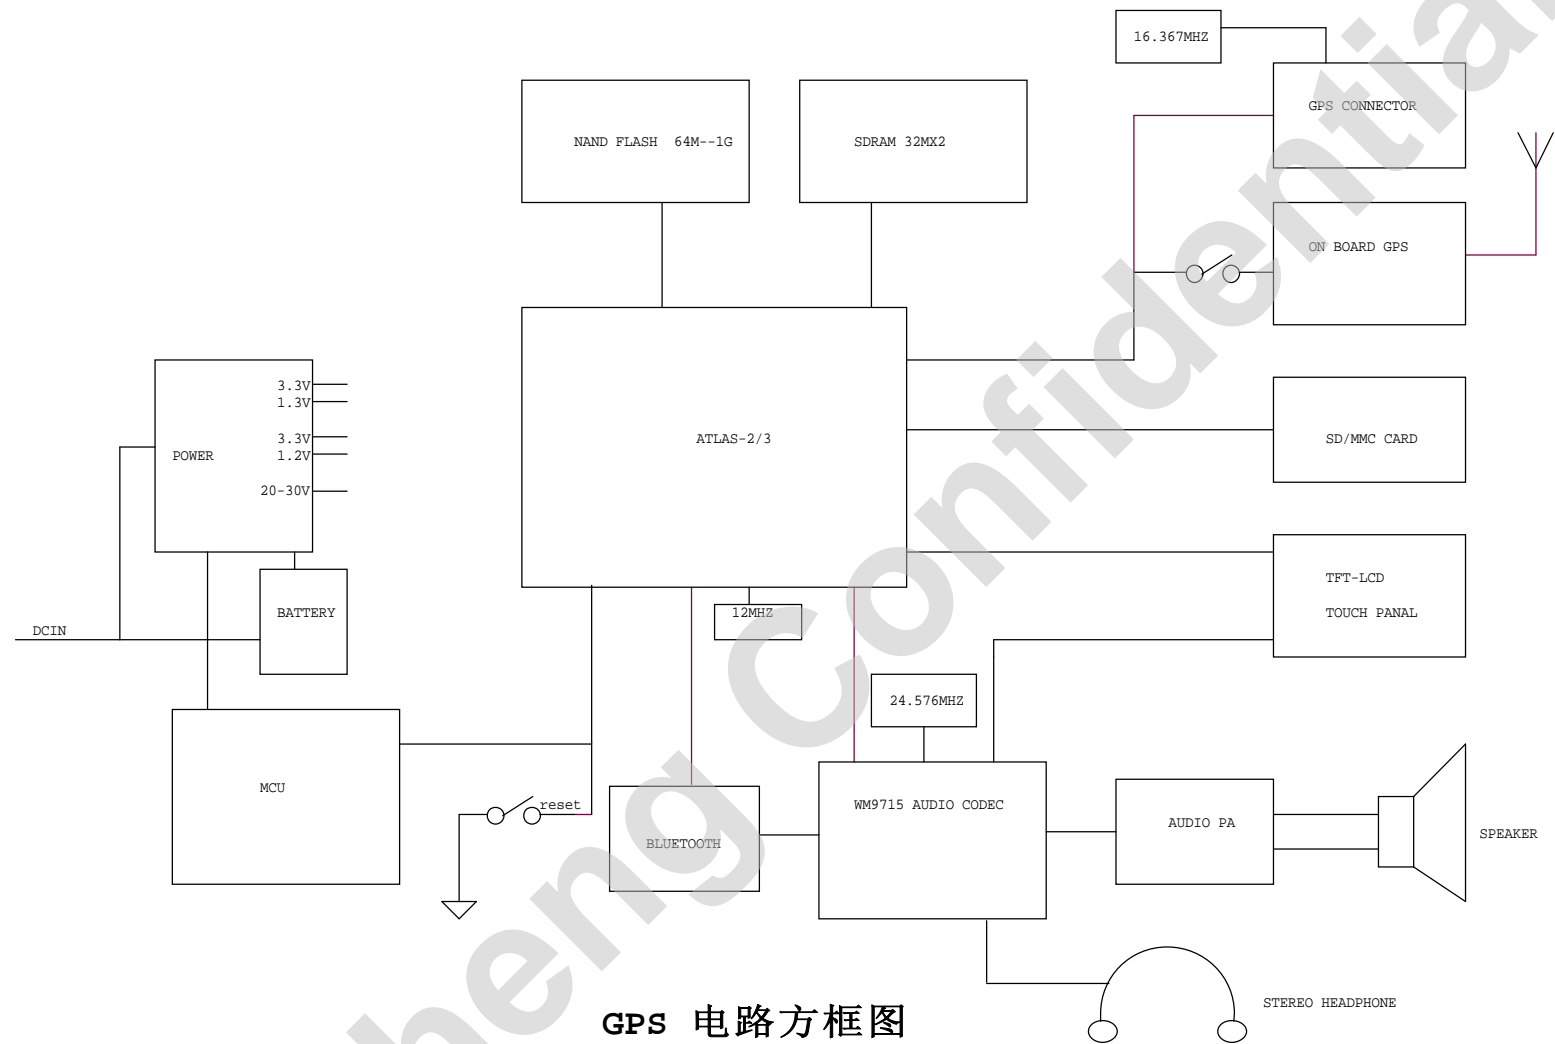 16.367MHZ
GPS CONNECTOR
NAND FLASH 64M--1G
SDRAM 32MX2
ON BOARD GPS
3.3V
1.3V
3.3V
1.2V
POWER
20-30V
ATLAS-2/3
SD/MMC CARD
TFT-LCD
TOUCH PANAL
BATTERY
12MHZ
DCIN
24.576MHZ
MCU
reset
BLUETOOTH
WM9715 AUDIO CODEC
AUDIO PA
SPEAKER
STEREO HEADPHONE
GPS 电路方框图
heng Confidential